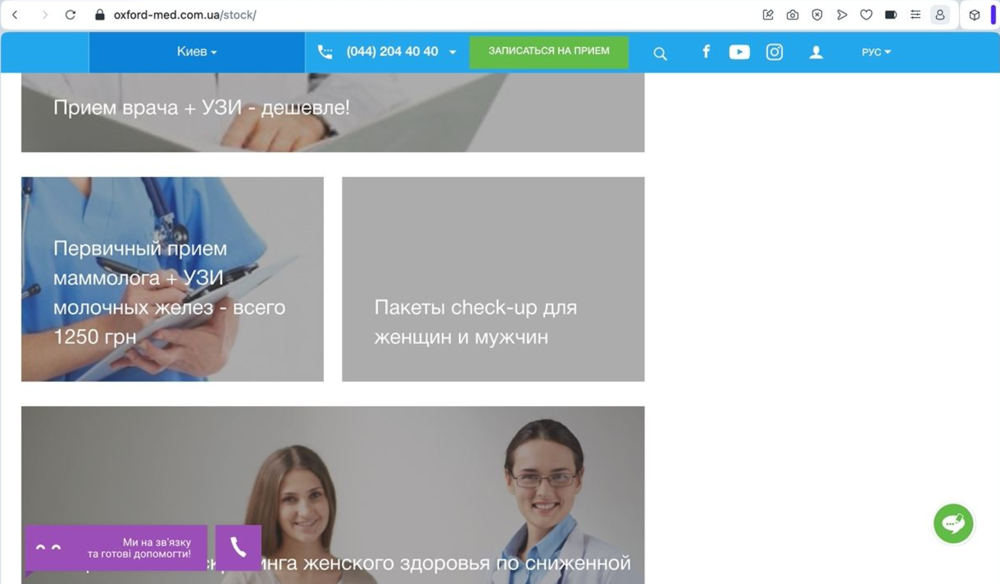 oxford-med.com.ua/stock/
Киев
(044) 204 40 40
ЗАПИСАТЬСЯ НА ПРИЕМ
РУС
Прием врача + УЗИ - дешевле!
Первичный прием
маммолога + УЗИ
молочных желез - всего
1250 грн
Пакеты check-up для
женщин и мужчин
Ми на зв'язку
та готові допомогти!
женского здоровья по сниженной